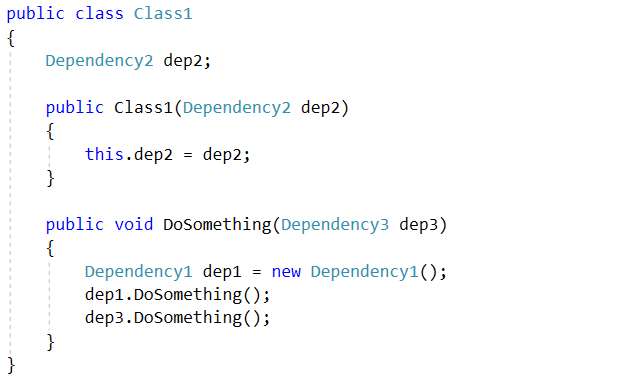 public class Class1
{
    Dependency2 dep2;

    public Class1(Dependency2 dep2)
    {
        this.dep2 = dep2;
    }

    public void DoSomething(Dependency3 dep3)
    {
        Dependency1 dep1 = new Dependency1();
        dep1.DoSomething();
        dep3.DoSomething();
    }
}